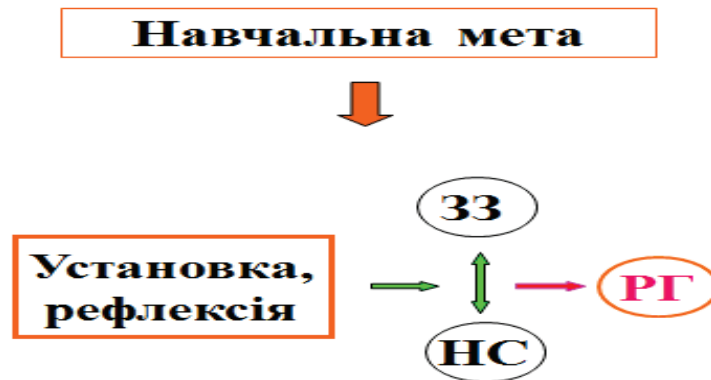 Навчальна мета
ЗЗ
Установка,
рефлексія
РГ
НС